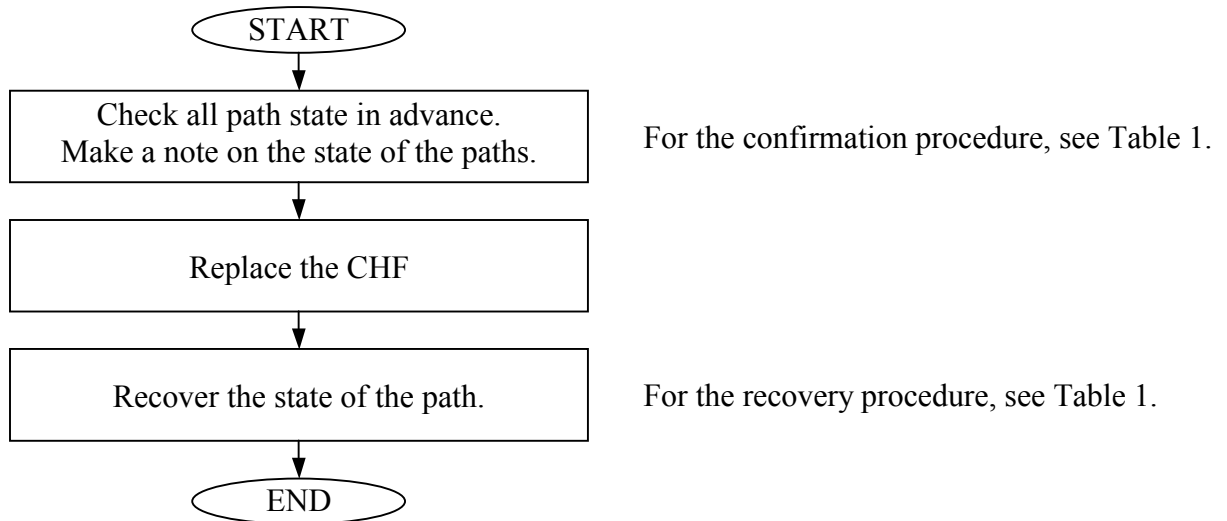 START
Check all path state in advance.
Make a note on the state of the paths.
For the confirmation procedure, see Table 1.
Replace the CHF
Recover the state of the path.
For the recovery procedure, see Table 1.
END